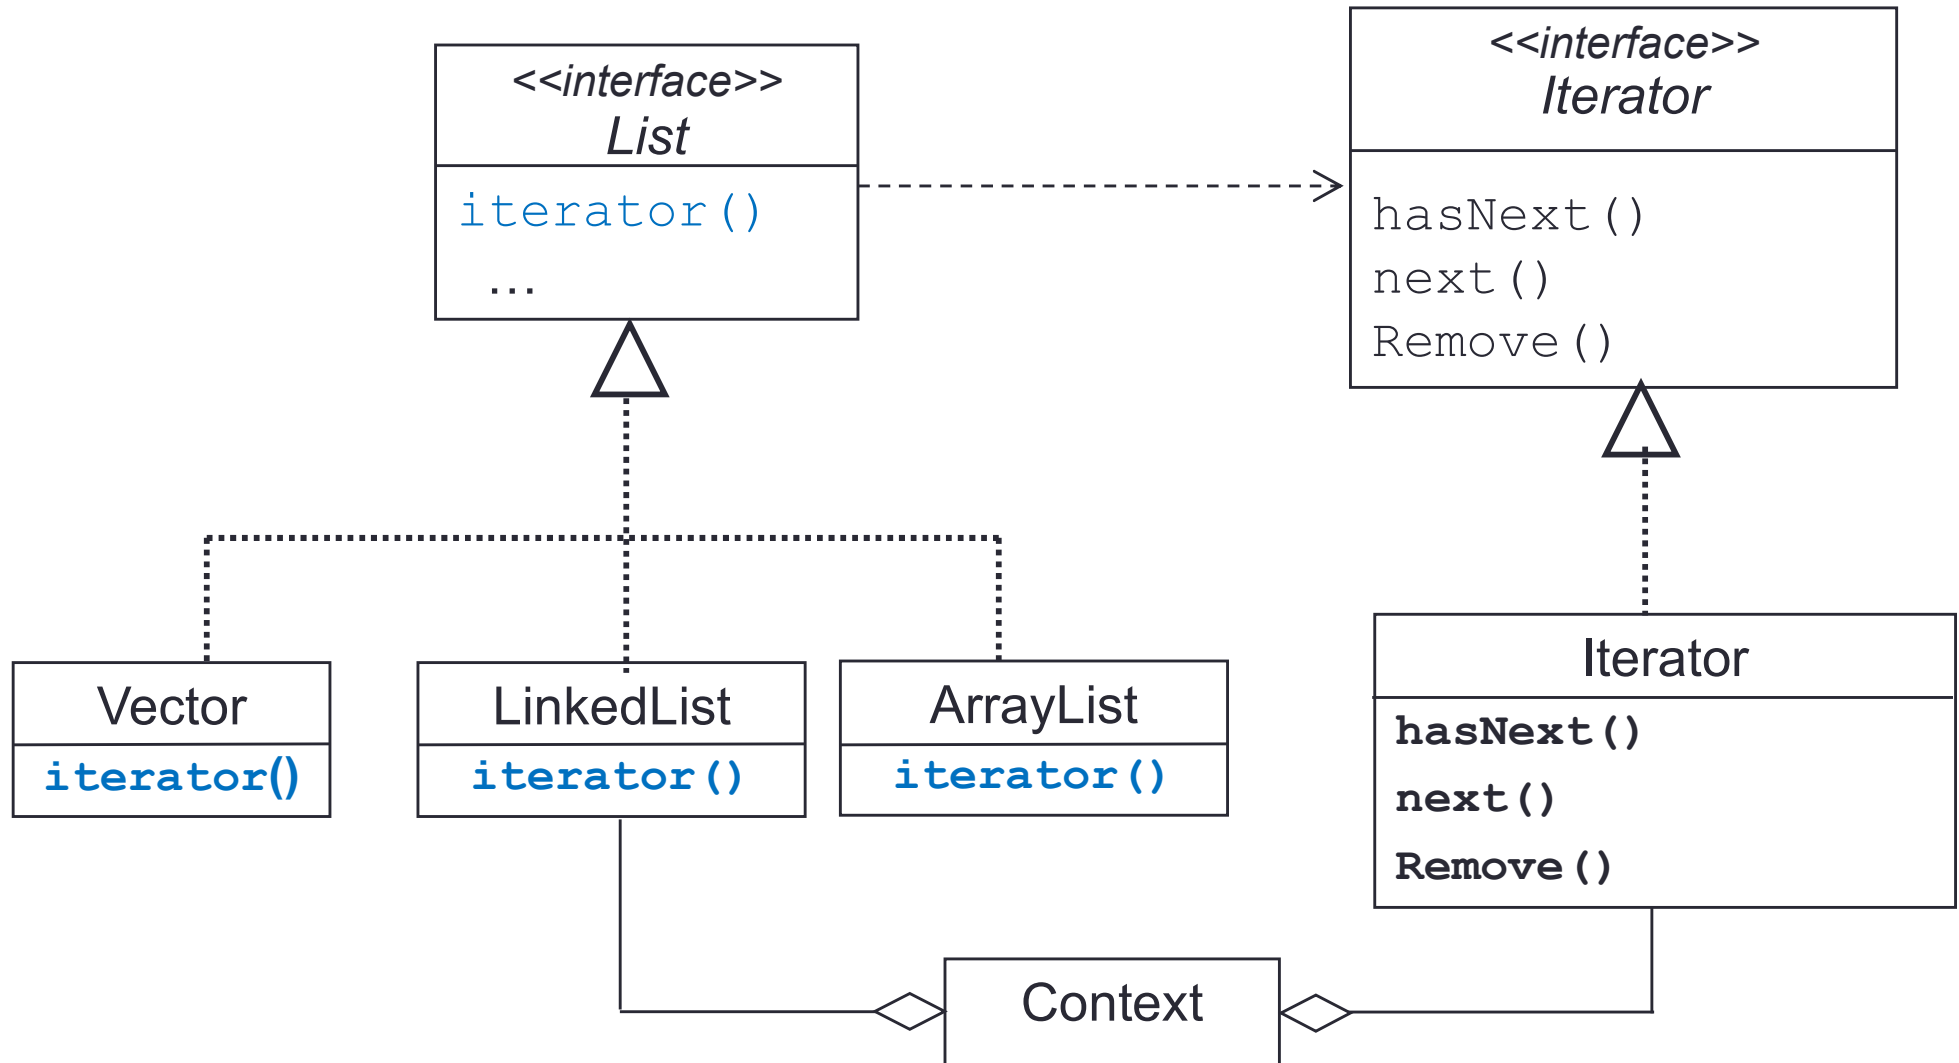 <<interface>>
List
iterator()
...
<<interface>>
Iterator
hasNext()
next()
Remove()
Vector
iterator()
LinkedList
iterator()
ArrayList
iterator()
Iterator
hasNext()
next()
Remove()
Context